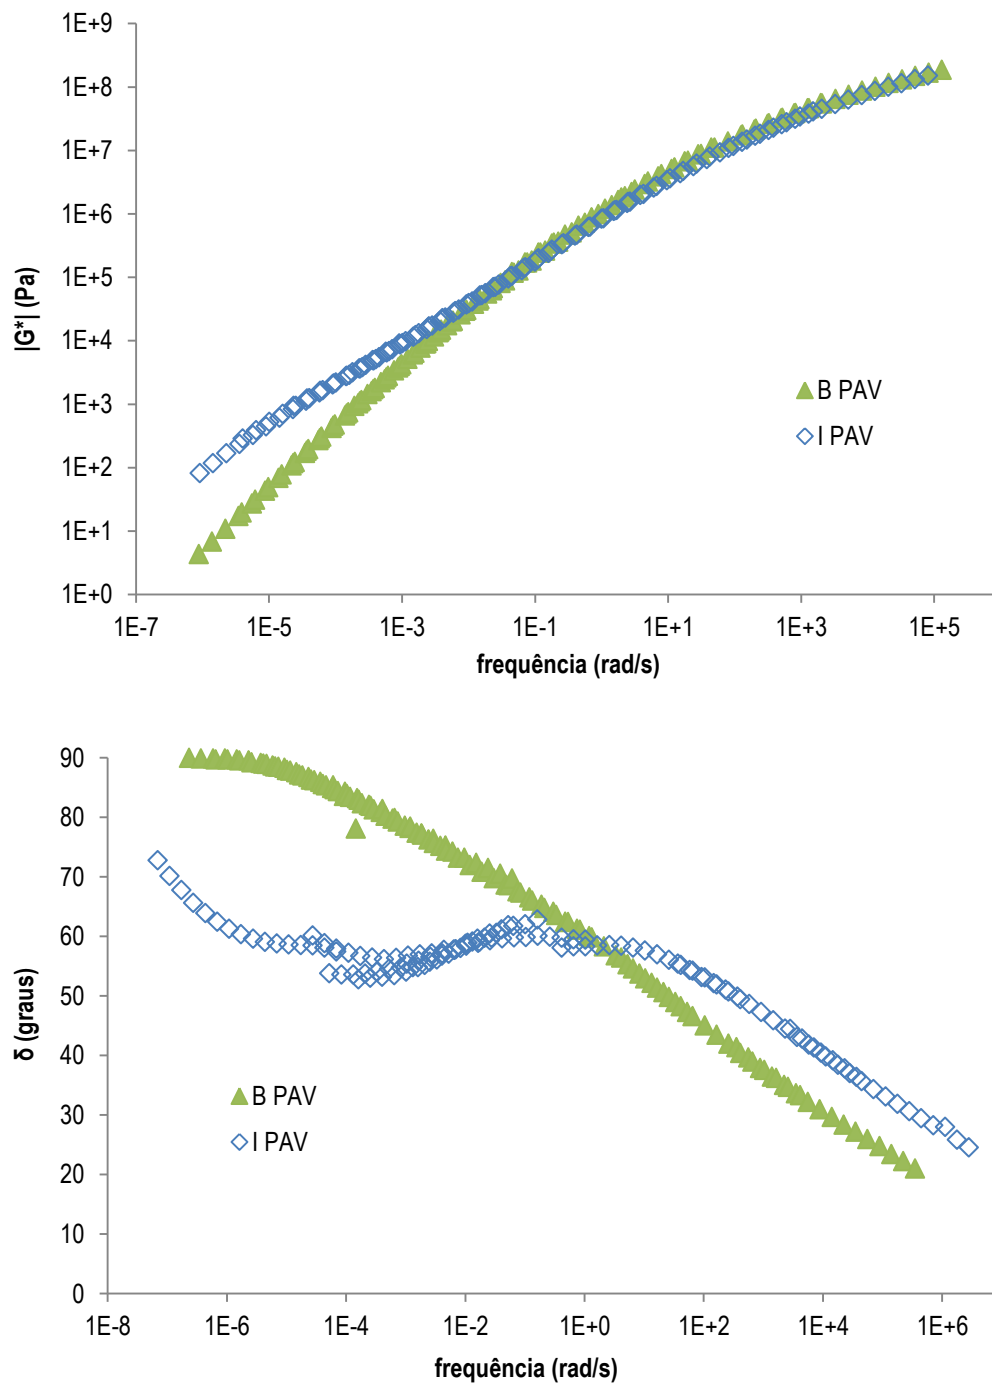 1E+9
1E+8
1E+7
1E+6
1E+5
1E+4
1E+3
1E+2
1E+1
1E+0
|G*| (Pa)
B PAV
I PAV
1E-7 1E-5 1E-3 1E-1 1E+1 1E+3 1E+5
frequência (rad/s)
90
80
70
60
50
40
30
20
10
0
δ (graus)
B PAV
I PAV
1E-8 1E-6 1E-4 1E-2 1E+0 1E+2 1E+4 1E+6
frequência (rad/s)